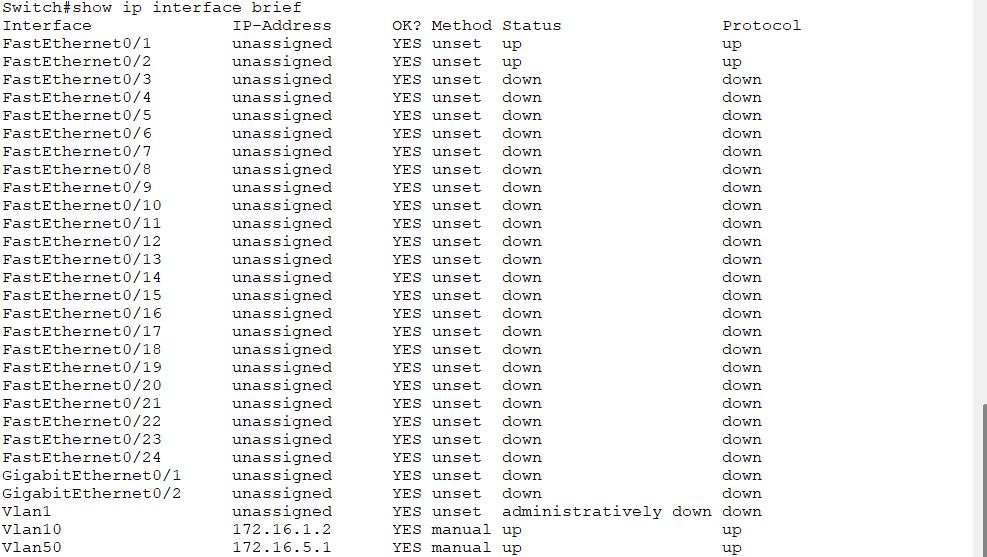 Switch#show ip interface brief
Interface IP-Address OK? Method Status Protocol
FastEthernet0/1 unassigned YES unset up up
FastEthernet0/2 unassigned YES unset up up
FastEthernet0/3 unassigned YES unset down down
FastEthernet0/4 unassigned YES unset down down
FastEthernet0/5 unassigned YES unset down down
FastEthernet0/6 unassigned YES unset down down
FastEthernet0/7 unassigned YES unset down down
FastEthernet0/8 unassigned YES unset down down
FastEthernet0/9 unassigned YES unset down down
FastEthernet0/10 unassigned YES unset down down
FastEthernet0/11 unassigned YES unset down down
FastEthernet0/12 unassigned YES unset down down
FastEthernet0/13 unassigned YES unset down down
FastEthernet0/14 unassigned YES unset down down
FastEthernet0/15 unassigned YES unset down down
FastEthernet0/16 unassigned YES unset down down
FastEthernet0/17 unassigned YES unset down down
FastEthernet0/18 unassigned YES unset down down
FastEthernet0/19 unassigned YES unset down down
FastEthernet0/20 unassigned YES unset down down
FastEthernet0/21 unassigned YES unset down down
FastEthernet0/22 unassigned YES unset down down
FastEthernet0/23 unassigned YES unset down down
FastEthernet0/24 unassigned YES unset down down
GigabitEthernet0/1 unassigned YES unset down down
GigabitEthernet0/2 unassigned YES unset down down
Vlan1 unassigned YES unset administratively down down
Vlan10 172.16.1.2 YES manual up up
Vlan50 172.16.5.1 YES manual up up